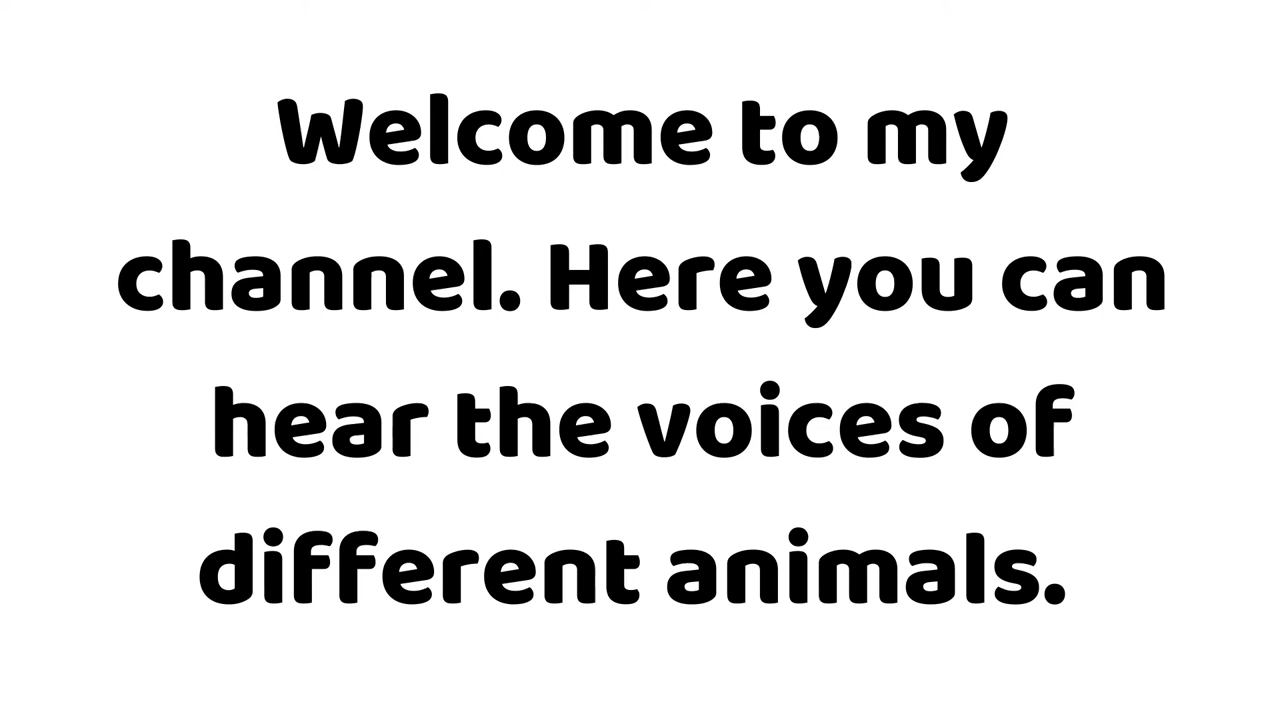 Welcome to my
channel. Here you can
hear the voices of
different animals.